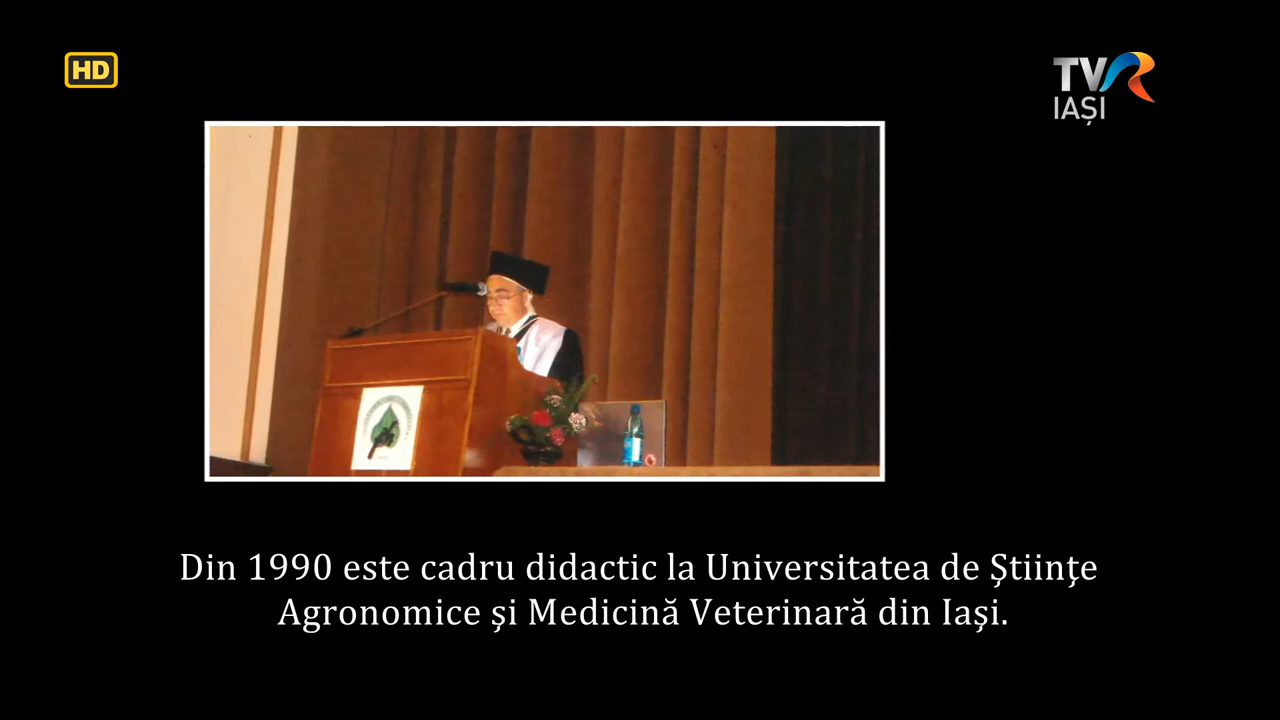 HD
TVR
IAȘI
Din 1990 este cadru didactic la Universitatea de Științe
Agronomice și Medicină Veterinară din Iași.